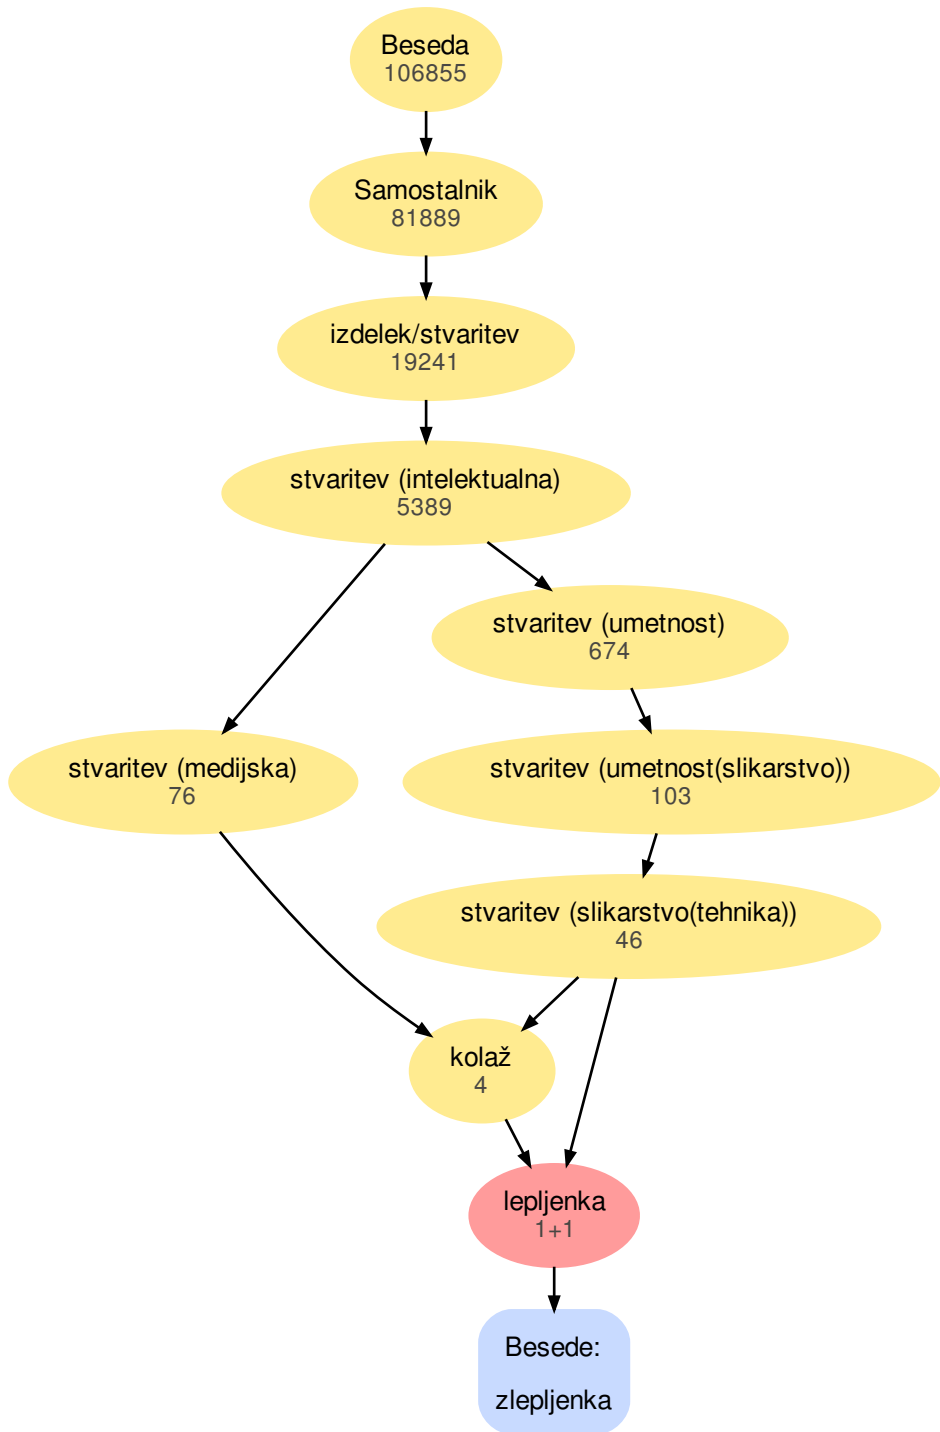 Beseda
106855
Samostalnik
81889
izdelek/stvaritev
19241
stvaritev (intelektualna)
5389
stvaritev (umetnost)
674
stvaritev (medijska)
76
stvaritev (umetnost(slikarstvo))
103
stvaritev (slikarstvo(tehnika))
46
kolaž
4
lepljenka
1+1
Besede:
zlepljenka